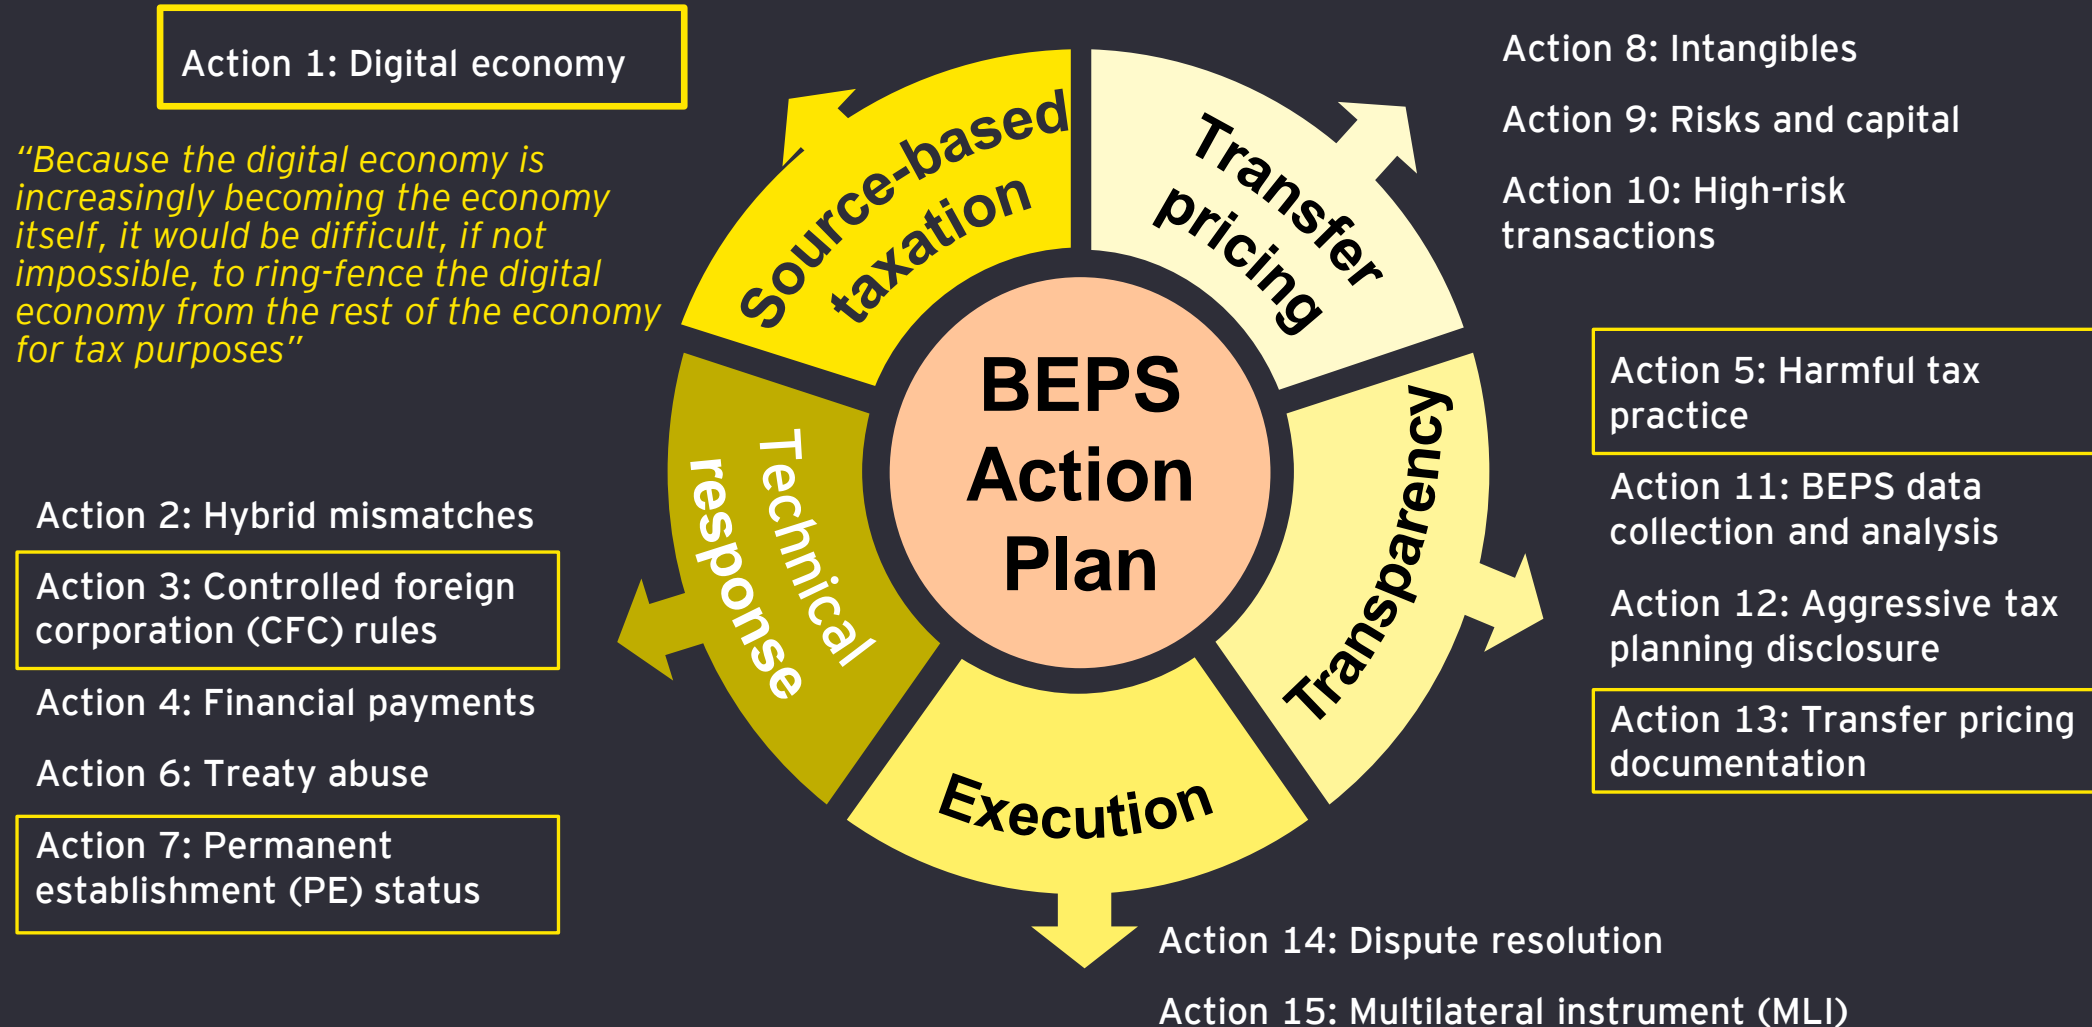 Action 1: Digital economy
“Because the digital economy is
increasingly becoming the economy
itself, it would be difficult, if not
impossible, to ring-fence the digital
economy from the rest of the economy
for tax purposes”
Source-based
taxation
Transfer
pricing
Action 8: Intangibles
Action 9: Risks and capital
Action 10: High-risk
transactions
BEPS
Action
Plan
Transparency
Action 5: Harmful tax
practice
Action 11: BEPS data
collection and analysis
Action 12: Aggressive tax
planning disclosure
Action 13: Transfer pricing
documentation
Technical
response
Action 2: Hybrid mismatches
Action 3: Controlled foreign
corporation (CFC) rules
Action 4: Financial payments
Action 6: Treaty abuse
Action 7: Permanent
establishment (PE) status
Execution
Action 14: Dispute resolution
Action 15: Multilateral instrument (MLI)